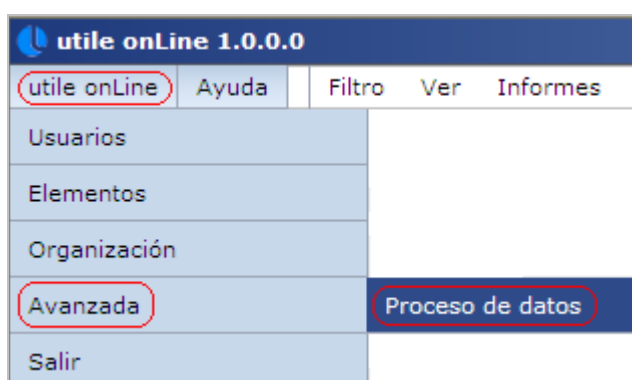 utile onLine 1.0.0.0
utile onLine Ayuda Filtro Ver Informes
Usuarios
Elementos
Organización
Avanzada Proceso de datos
Salir